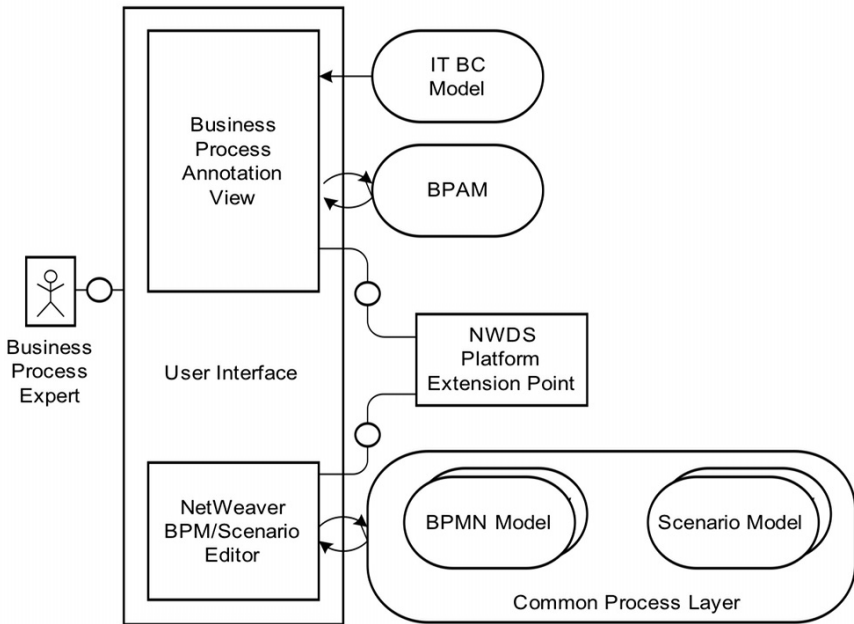 IT BC
Model
Business
Process
Annotation
View
BPAM
Business
Process
Expert
User Interface
NWDS
Platform
Extension Point
NetWeaver
BPM/Scenario
Editor
BPMN Model
Scenario Model
Common Process Layer